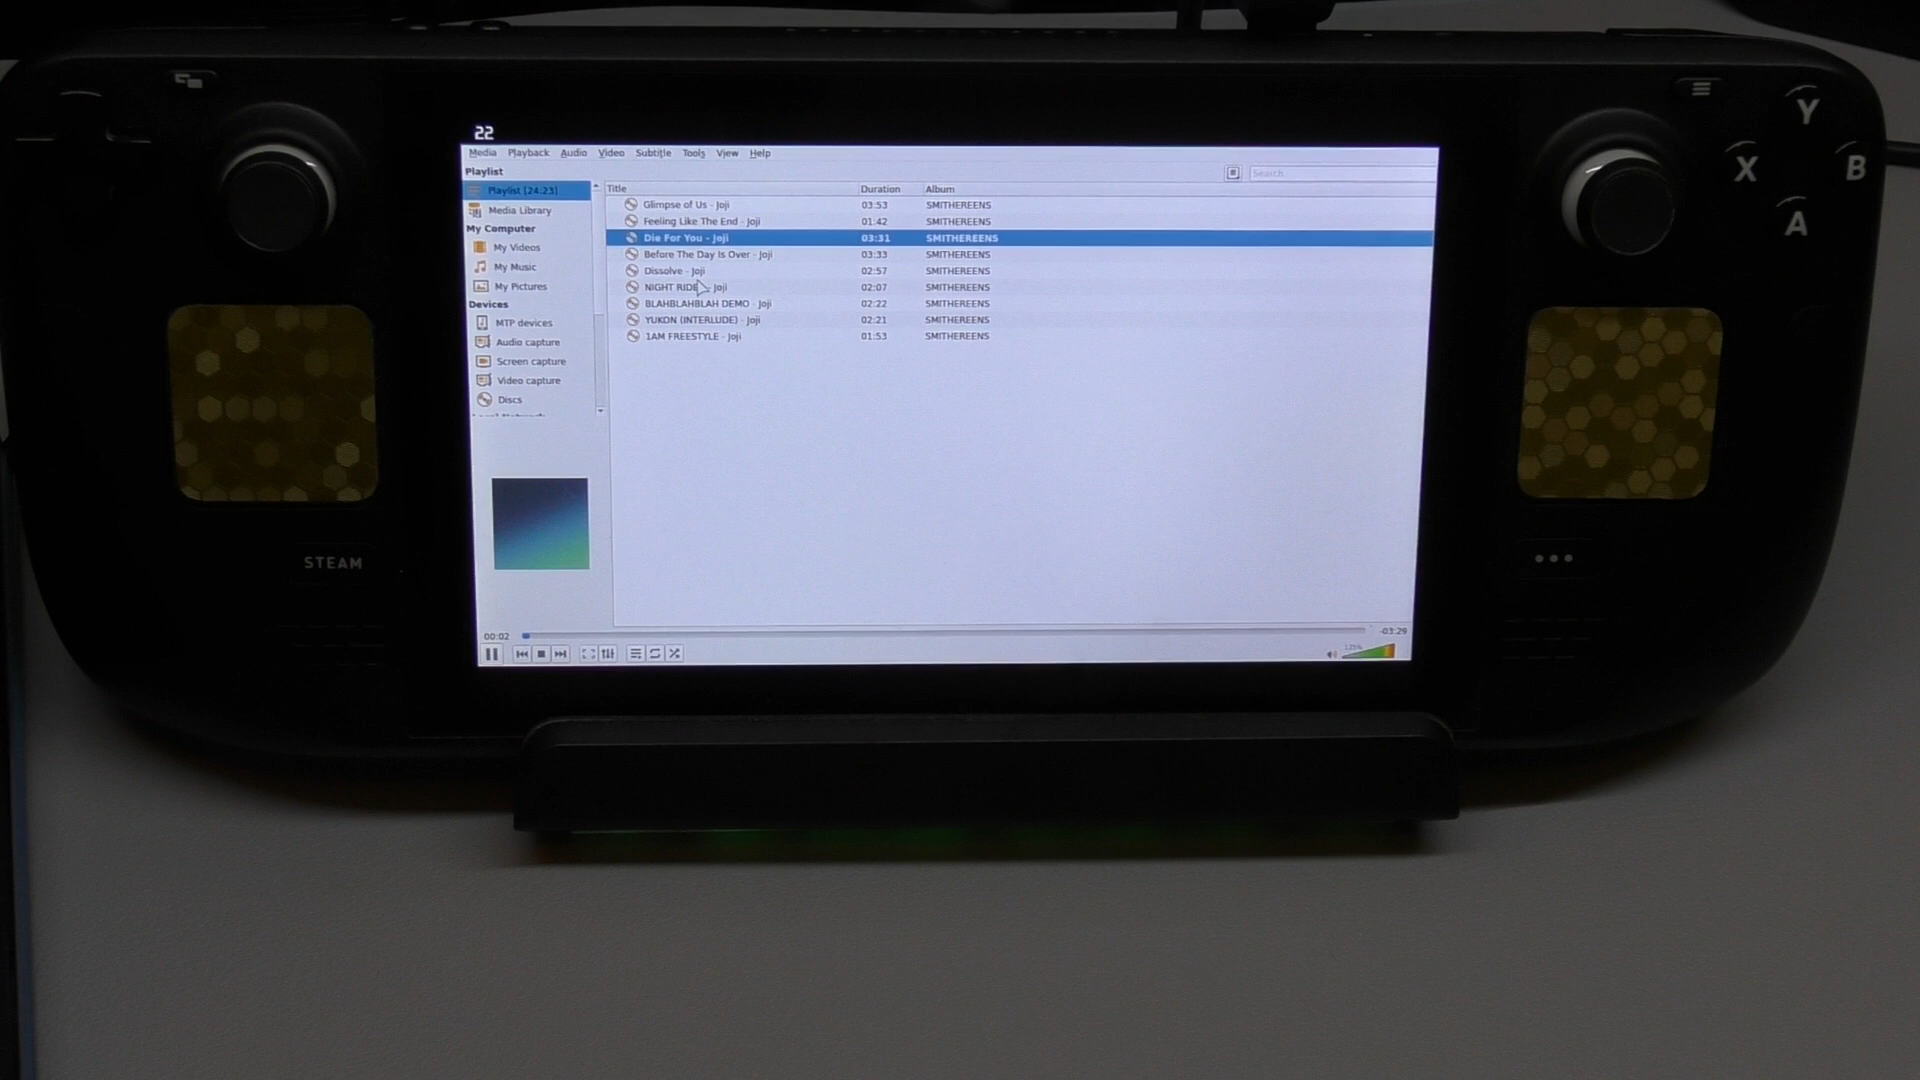 22
Media Playback Audio Video Subtitle Tools View Help
Playlist
Search
Playlist [24:23]
Media Library
My Computer
My Videos
My Music
My Pictures
Devices
MTP devices
Audio capture
Screen capture
Video capture
Discs
Title Duration Album
Glimpse of Us - Joji 03:53 SMITHEREENS
Feeling Like The End - Joji 01:42 SMITHEREENS
Die For You - Joji 03:31 SMITHEREENS
Before The Day Is Over - Joji 03:33 SMITHEREENS
Dissolve - Joji 02:57 SMITHEREENS
NIGHT RIDE - Joji 02:07 SMITHEREENS
BLAHBLAHBLAH DEMO - Joji 02:22 SMITHEREENS
YUKON (INTERLUDE) - Joji 02:21 SMITHEREENS
1AM FREESTYLE - Joji 01:53 SMITHEREENS
00:02 -03:29
125%
STEAM
Y
X B
A